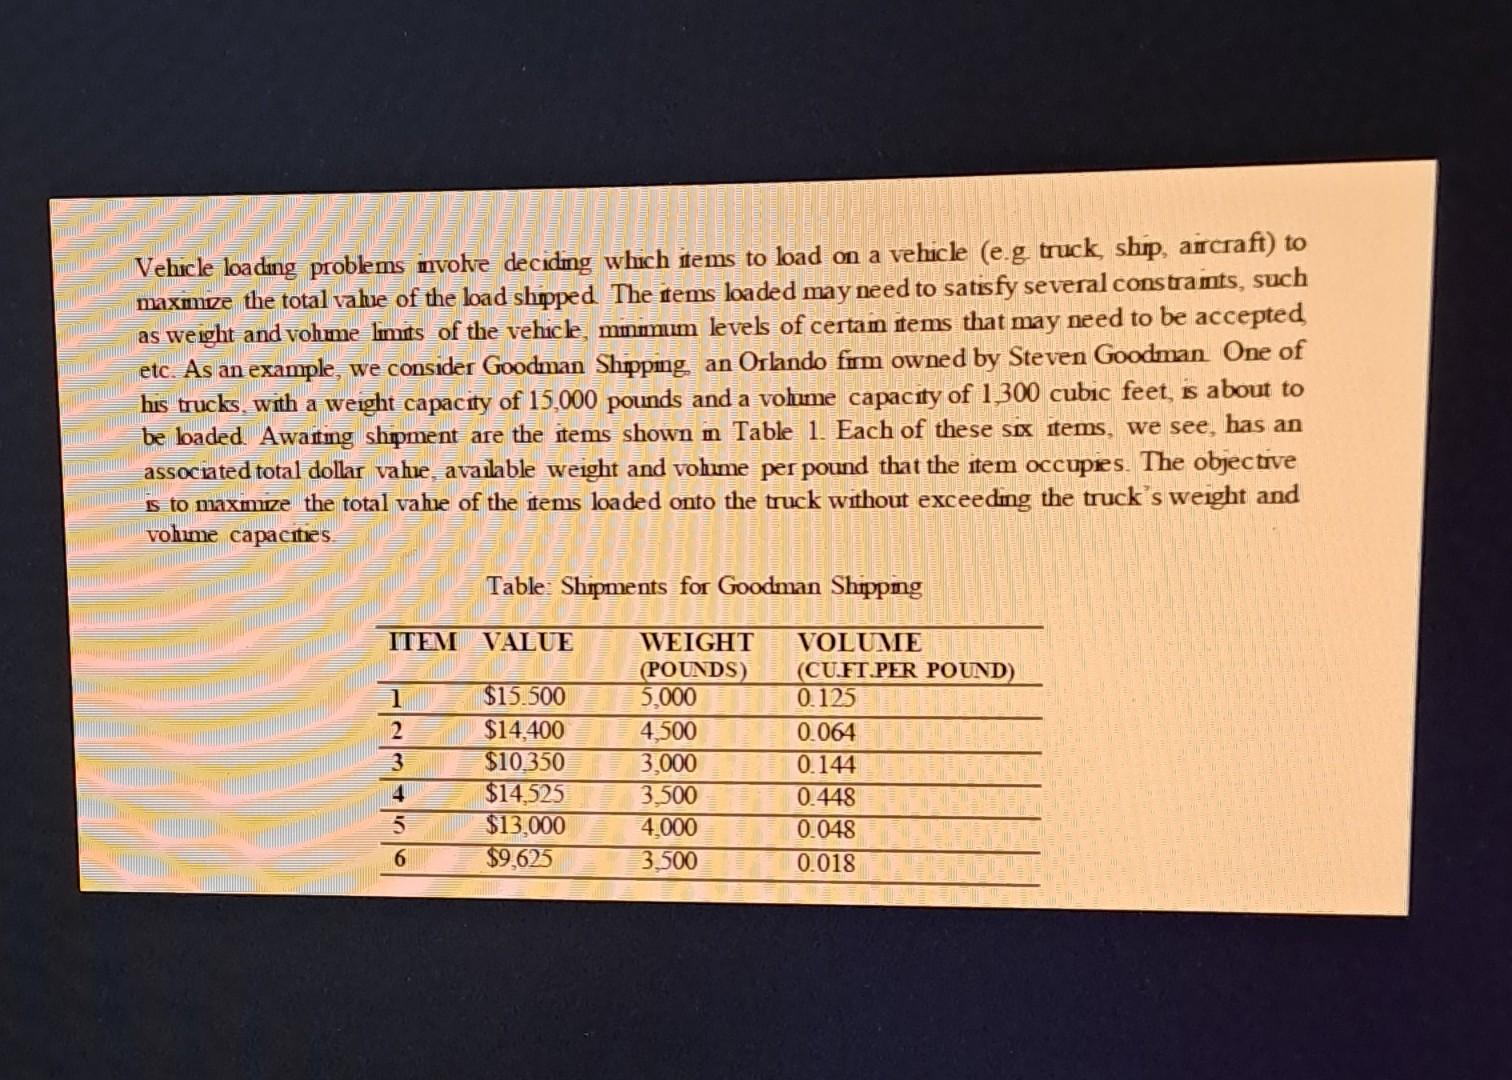 Vehicle loading problems involve deciding which items to load on a vehicle (e.g. truck, ship, aircraft) to
maximize the total value of the load shipped. The items loaded may need to satisfy several constraints, such
as weight and volume limits of the vehicle, minimum levels of certain items that may need to be accepted,
etc. As an example, we consider Goodman Shipping, an Orlando firm owned by Steven Goodman. One of
his trucks, with a weight capacity of 15,000 pounds and a volume capacity of 1,300 cubic feet, is about to
be loaded. Awaiting shipment are the items shown in Table 1. Each of these six items, we see, has an
associated total dollar value, available weight and volume per pound that the item occupies. The objective
is to maximize the total value of the items loaded onto the truck without exceeding the truck's weight and
volume capacities.
Table: Shipments for Goodman Shipping
ITEM VALUE WEIGHT VOLUME
(POUNDS) (CU.FT.PER POUND)
1 $15.500 5,000 0.125
2 $14,400 4,500 0.064
3 $10,350 3,000 0.144
4 $14,525 3,500 0.448
5 $13,000 4,000 0.048
6 $9,625 3,500 0.018